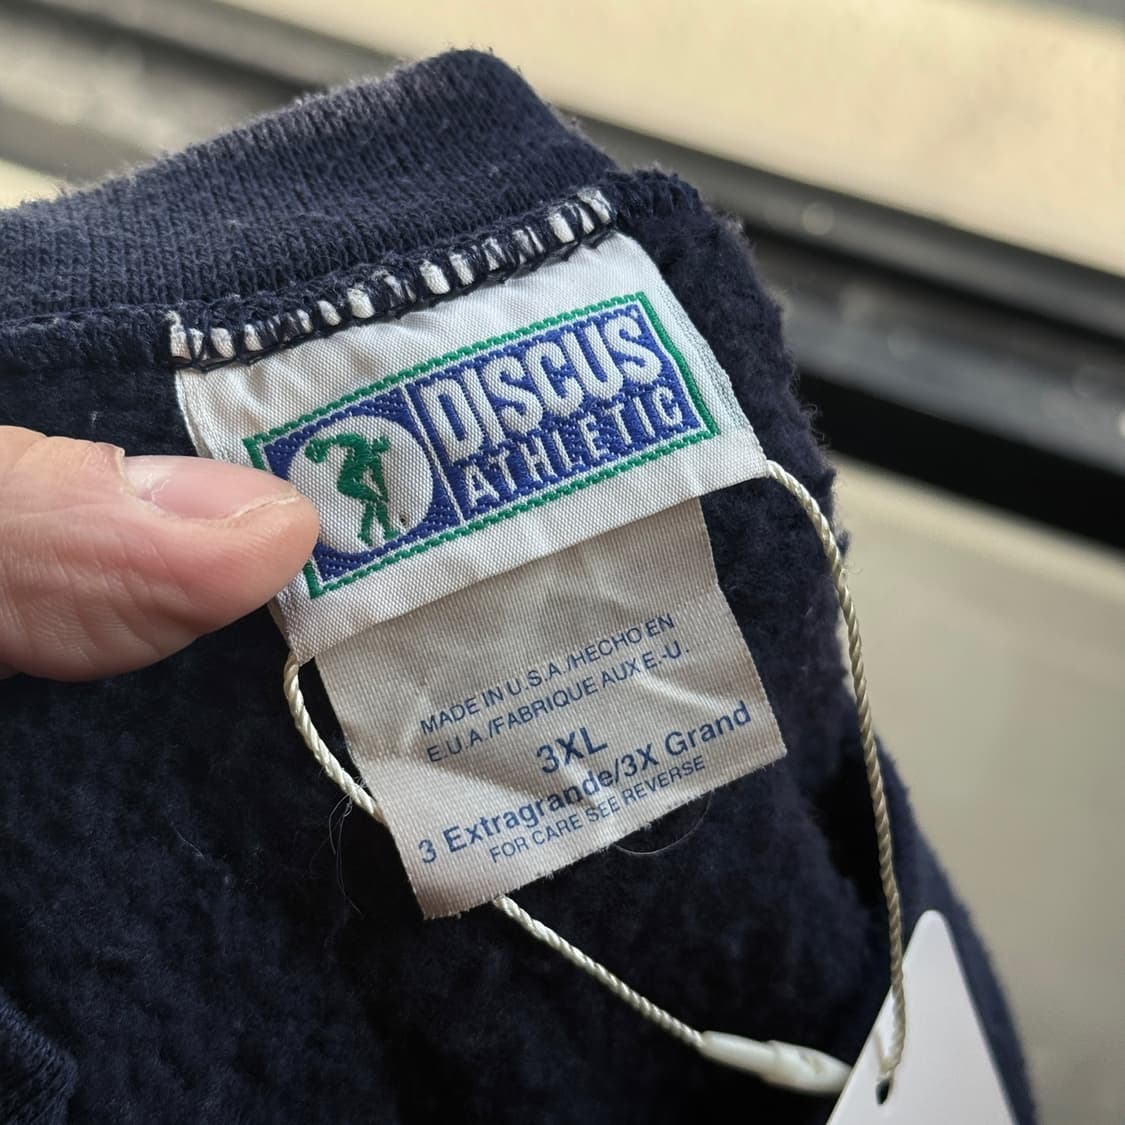 DISCUS
ATHLETIC
MADE IN U.S.A./HECHO EN
E.U.A./FABRIQUE AUX E.-U.
3XL
3 Extragrande/3X Grand
FOR CARE SEE REVERSE